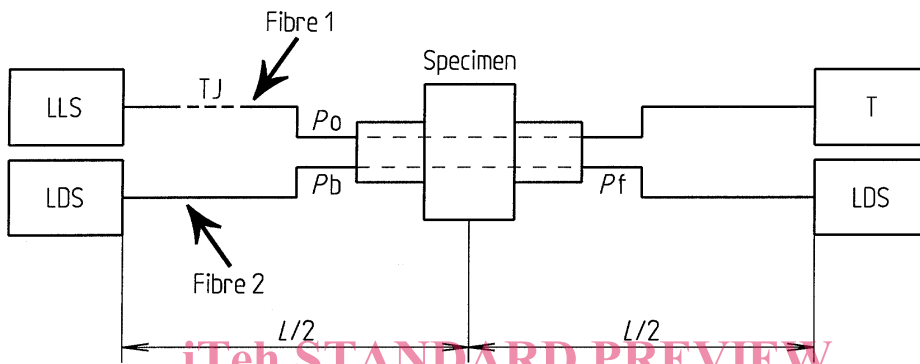 Fibre 1
Specimen
LLS
TJ
Po
T
LDS
Pb
Pf
LDS
Fibre 2
L/2
L/2
iTeh STANDARD PREVIEW